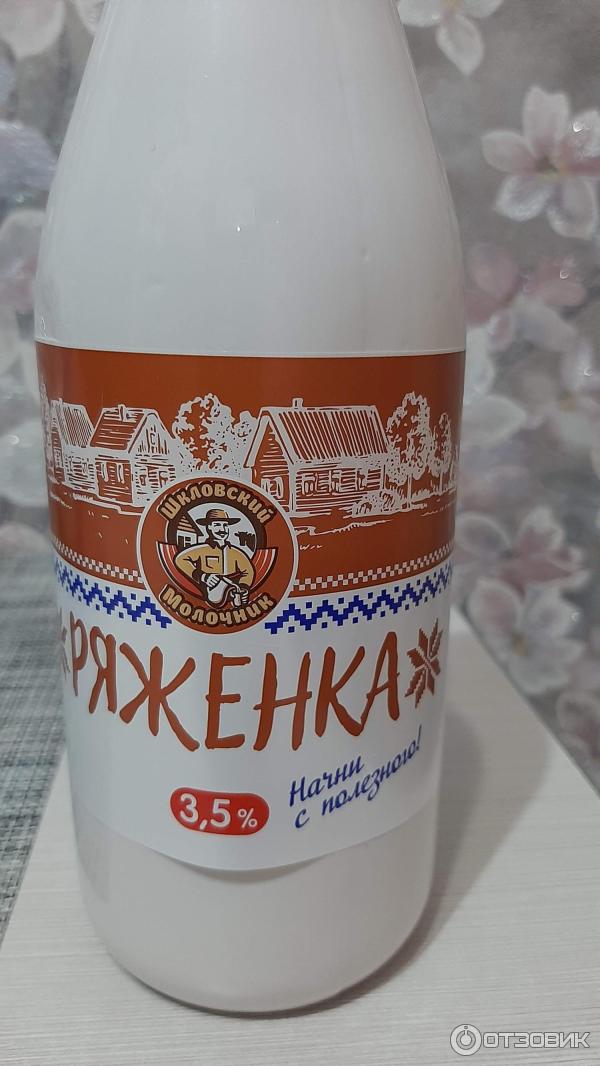 Шкловский
Молочник
РЯЖЕНКА
3,5%
Начни
с полезного!
ОТЗОВИК